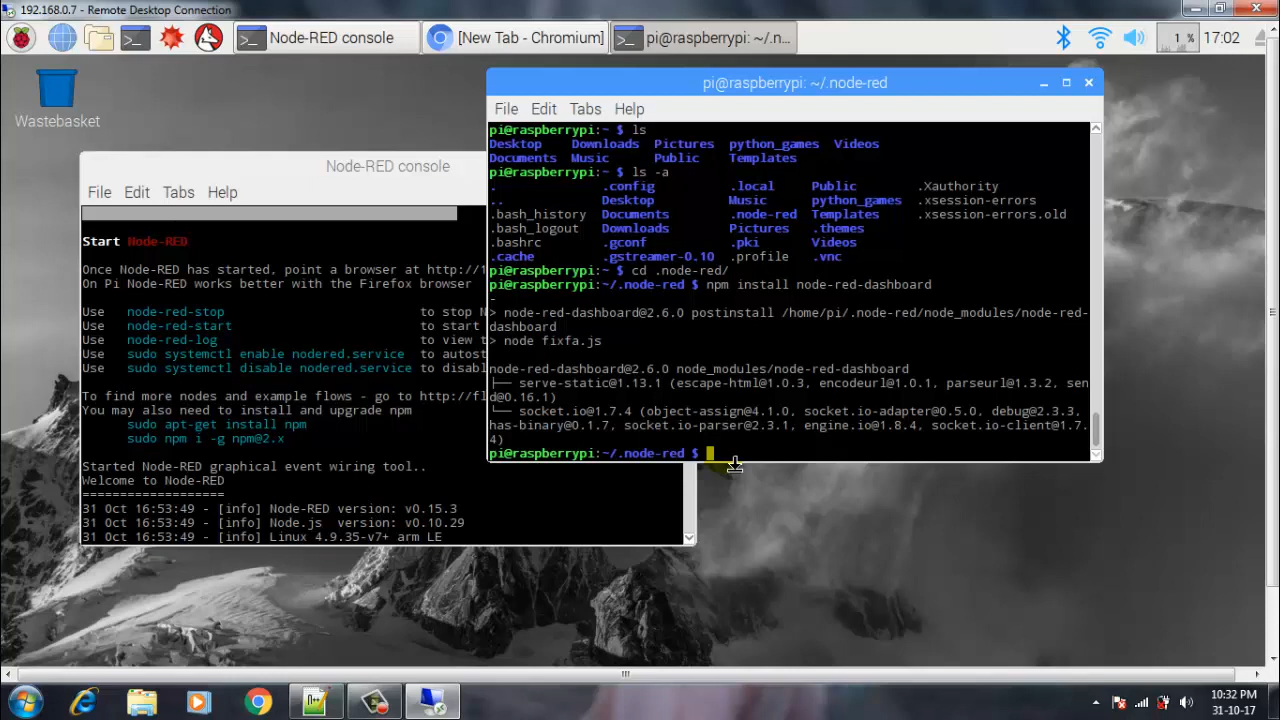 192.168.0.7 - Remote Desktop Connection
Node-RED console
[New Tab - Chromium]
pi@raspberrypi: ~/.n...
1 %
17:02
Wastebasket
Node-RED console
File Edit Tabs Help
Start Node-RED
Once Node-RED has started, point a browser at http://1
On Pi Node-RED works better with the Firefox browser
Use node-red-stop to stop N
Use node-red-start to start
Use node-red-log to view t
Use sudo systemctl enable nodered.service to autost
Use sudo systemctl disable nodered.service to disabl
To find more nodes and example flows - go to http://fl
You may also need to install and upgrade npm
sudo apt-get install npm
sudo npm i -g npm@2.x
Started Node-RED graphical event wiring tool..
Welcome to Node-RED
===================
31 Oct 16:53:49 - [info] Node-RED version: v0.15.3
31 Oct 16:53:49 - [info] Node.js version: v0.10.29
31 Oct 16:53:49 - [info] Linux 4.9.35-v7+ arm LE
pi@raspberrypi: ~/.node-red
File Edit Tabs Help
pi@raspberrypi:~ $ ls
Desktop Downloads Pictures python_games Videos
Documents Music Public Templates
pi@raspberrypi:~ $ ls -a
. .config .local Public .Xauthority
.. Desktop Music python_games .xsession-errors
.bash_history Documents .node-red Templates .xsession-errors.old
.bash_logout Downloads Pictures .themes
.bashrc .gconf .pki Videos
.cache .gstreamer-0.10 .profile .vnc
pi@raspberrypi:~ $ cd .node-red/
pi@raspberrypi:~/.node-red $ npm install node-red-dashboard
-
> node-red-dashboard@2.6.0 postinstall /home/pi/.node-red/node_modules/node-red-
dashboard
> node fixfa.js
node-red-dashboard@2.6.0 node_modules/node-red-dashboard
├── serve-static@1.13.1 (escape-html@1.0.3, encodeurl@1.0.1, parseurl@1.3.2, sen
d@0.16.1)
└── socket.io@1.7.4 (object-assign@4.1.0, socket.io-adapter@0.5.0, debug@2.3.3,
has-binary@0.1.7, socket.io-parser@2.3.1, engine.io@1.8.4, socket.io-client@1.7.
4)
pi@raspberrypi:~/.node-red $
10:32 PM
31-10-17